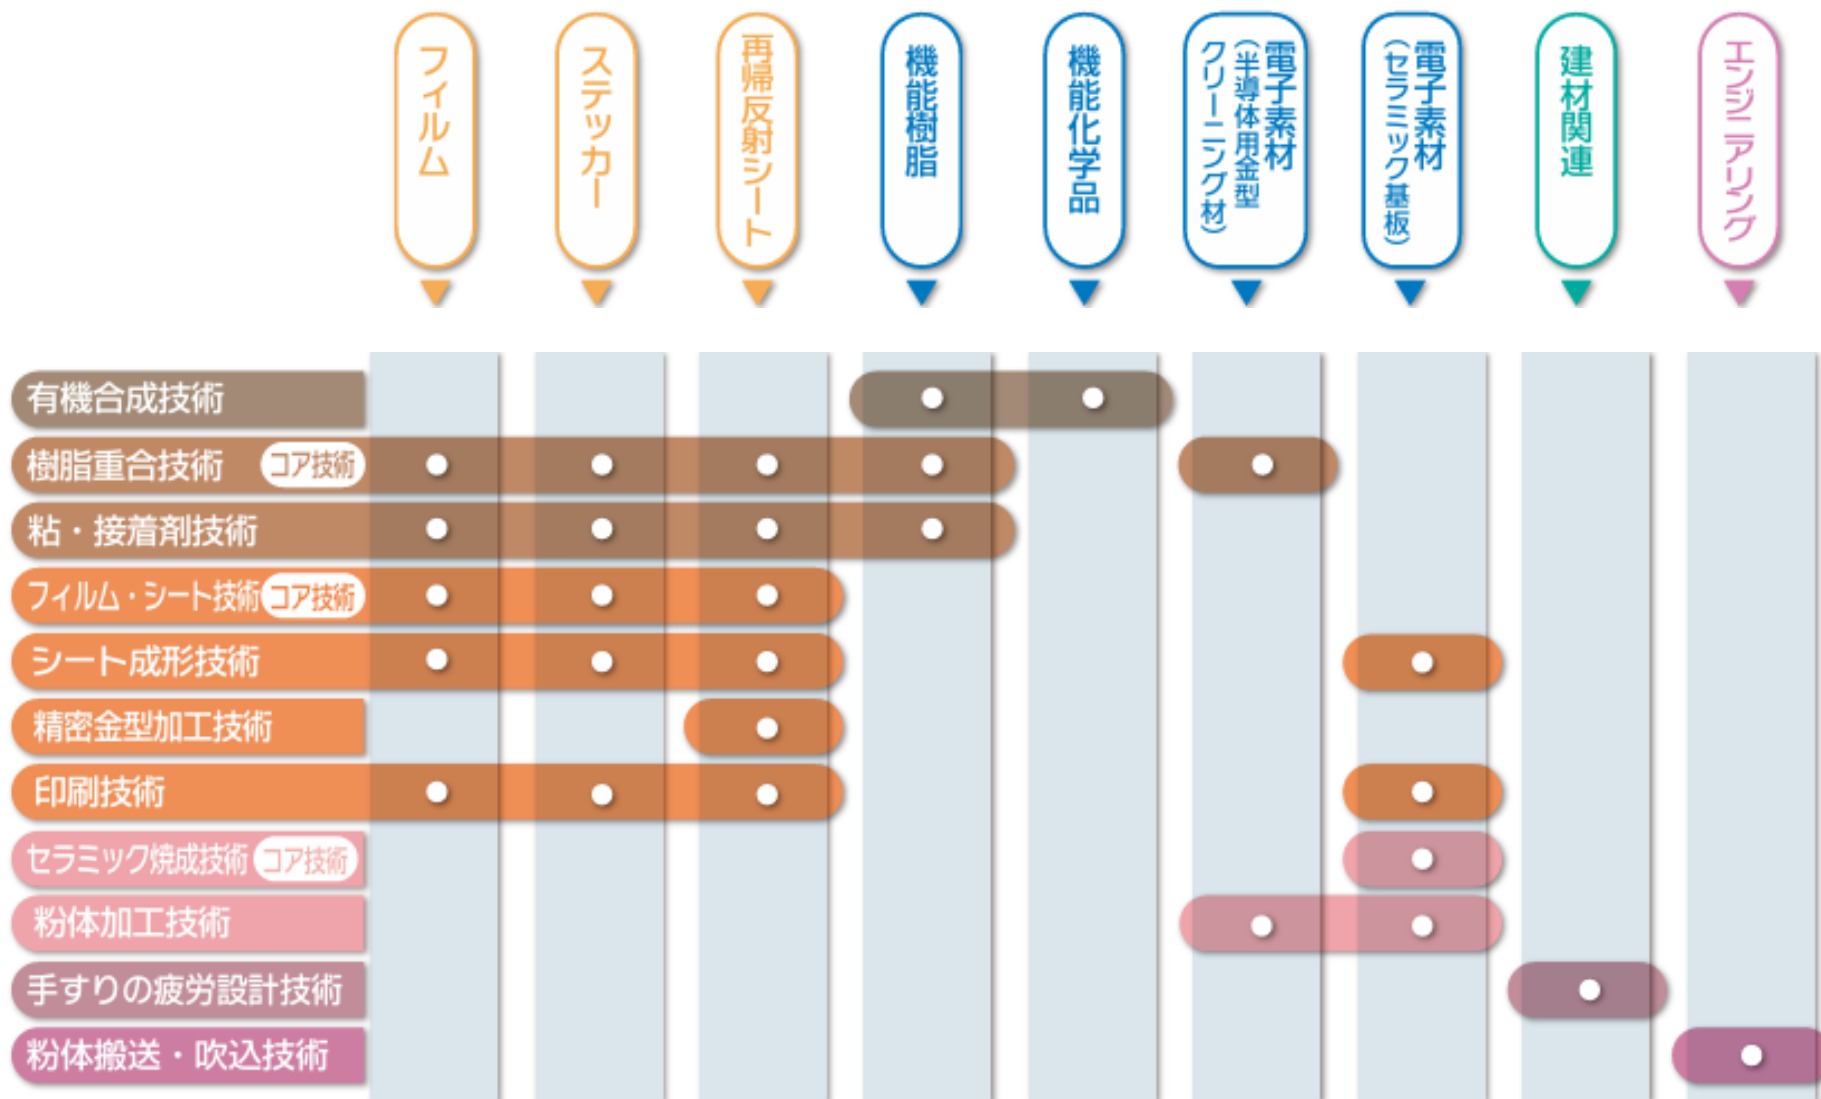 フィルム
ステッカー
再帰反射シート
機能樹脂
機能化学品
電子素材
(半導体用金型
クリーニング材)
電子素材
(セラミック基板)
建材関連
エンジニアリング
有機合成技術
樹脂重合技術 コア技術
粘・接着剤技術
フィルム・シート技術 コア技術
シート成形技術
精密金型加工技術
印刷技術
セラミック焼成技術 コア技術
粉体加工技術
手すりの疲労設計技術
粉体搬送・吹込技術